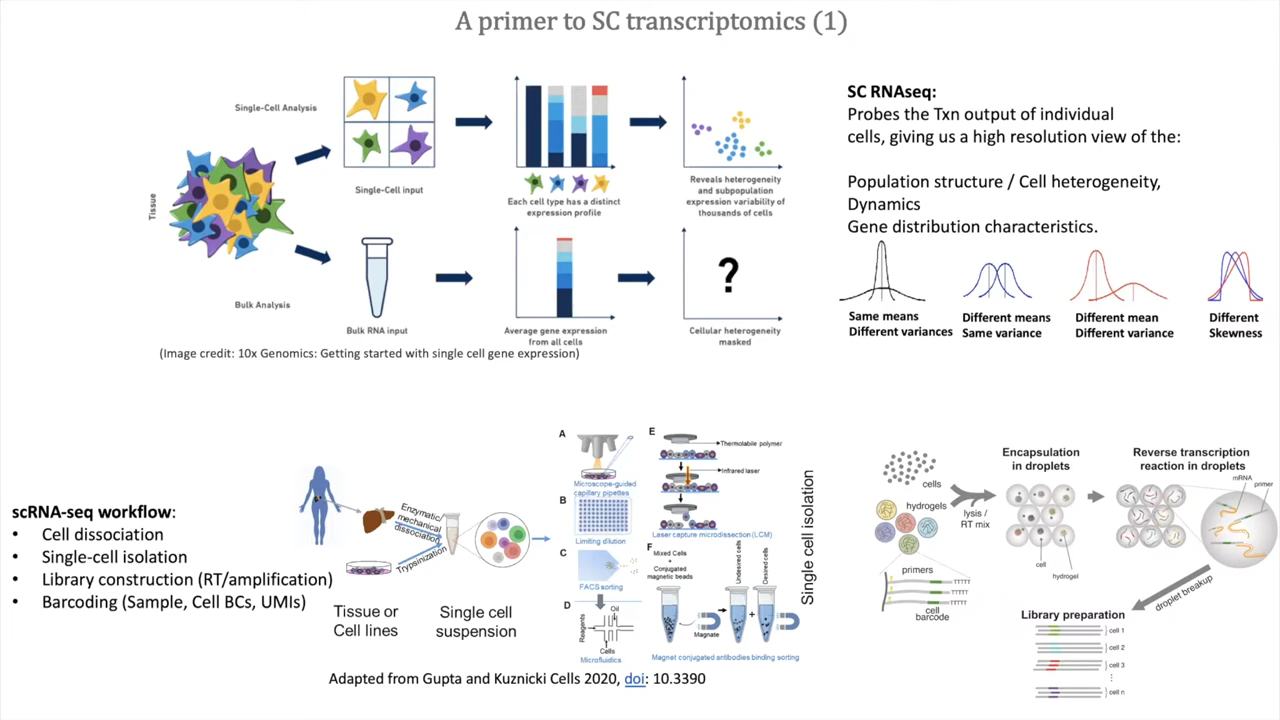 A primer to SC transcriptomics (1)
Tissue
Single-Cell Analysis
Single-Cell input
Each cell type has a distinct
expression profile
Reveals heterogeneity
and subpopulation
expression variability of
thousands of cells
Bulk Analysis
Bulk RNA input
Average gene expression
from all cells
?
Cellular heterogeneity
masked
(Image credit: 10x Genomics: Getting started with single cell gene expression)
SC RNAseq:
Probes the Txn output of individual
cells, giving us a high resolution view of the:
Population structure / Cell heterogeneity,
Dynamics
Gene distribution characteristics.
Same means
Different variances
Different means
Same variance
Different mean
Different variance
Different
Skewness
scRNA-seq workflow:
• Cell dissociation
• Single-cell isolation
• Library construction (RT/amplification)
• Barcoding (Sample, Cell BCs, UMIs)
Enzymatic/
mechanical
dissociation
Trypsinization
Tissue or
Cell lines
Single cell
suspension
A
Microscope-guided
capillary pipettes
B
Limiting dilution
C
FACS sorting
D
Oil
Reagents
Cells
Microfluidics
E
Thermolabile polymer
Infrared laser
Laser capture microdissection (LCM)
F
Mixed Cells
+
Conjugated
magnetic beads
Undesired cells
Desired cells
+
Magnate
Magnet conjugated antibodies binding sorting
Single cell isolation
Adapted from Gupta and Kuznicki Cells 2020, doi: 10.3390
cells
hydrogels
lysis /
RT mix
primers
TTTTT
TTTTT
TTTTT
cell
barcode
Encapsulation
in droplets
cell
hydrogel
Reverse transcription
reaction in droplets
mRNA
primer
droplet breakup
Library preparation
cell 1
cell 2
cell 3
⋮
cell n